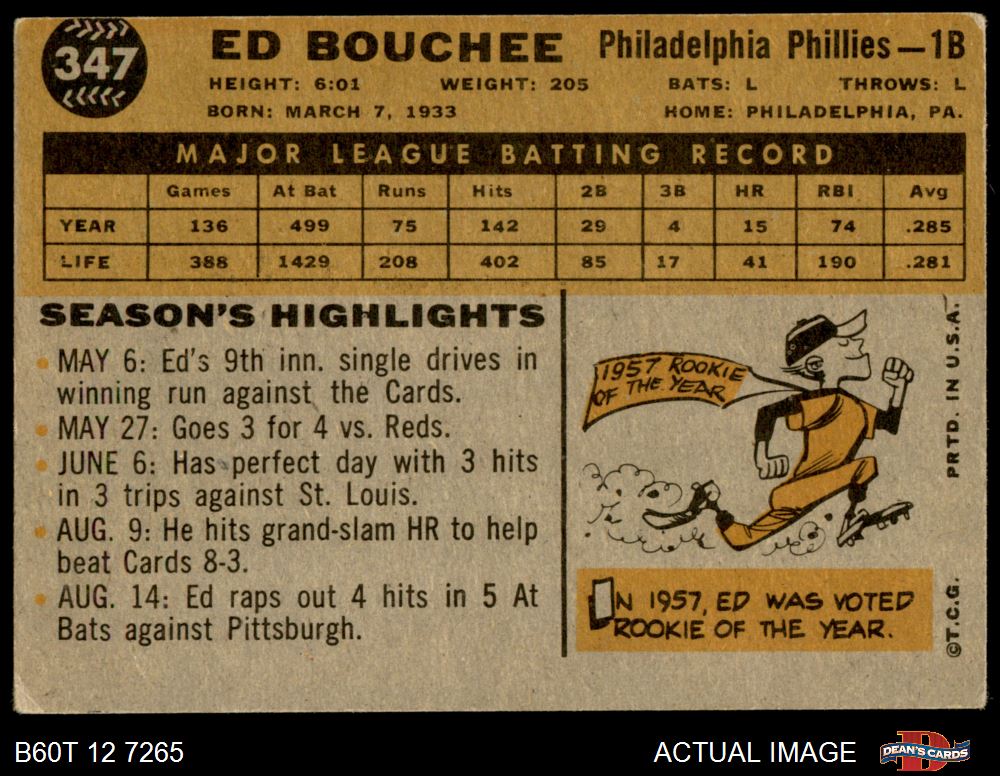 347
ED BOUCHEE Philadelphia Phillies—1B
HEIGHT: 6:01 WEIGHT: 205 BATS: L THROWS: L
BORN: MARCH 7, 1933 HOME: PHILADELPHIA, PA.
MAJOR LEAGUE BATTING RECORD
Games At Bat Runs Hits 2B 3B HR RBI Avg
YEAR 136 499 75 142 29 4 15 74 .285
LIFE 388 1429 208 402 85 17 41 190 .281
SEASON'S HIGHLIGHTS
• MAY 6: Ed's 9th inn. single drives in
winning run against the Cards.
• MAY 27: Goes 3 for 4 vs. Reds.
• JUNE 6: Has perfect day with 3 hits
in 3 trips against St. Louis.
• AUG. 9: He hits grand-slam HR to help
beat Cards 8-3.
• AUG. 14: Ed raps out 4 hits in 5 At
Bats against Pittsburgh.
1957 ROOKIE
OF THE YEAR
IN 1957, ED WAS VOTED
ROOKIE OF THE YEAR.
©T.C.G. PRTD. IN U.S.A.
B60T 12 7265 ACTUAL IMAGE
D
DEAN'S CARDS